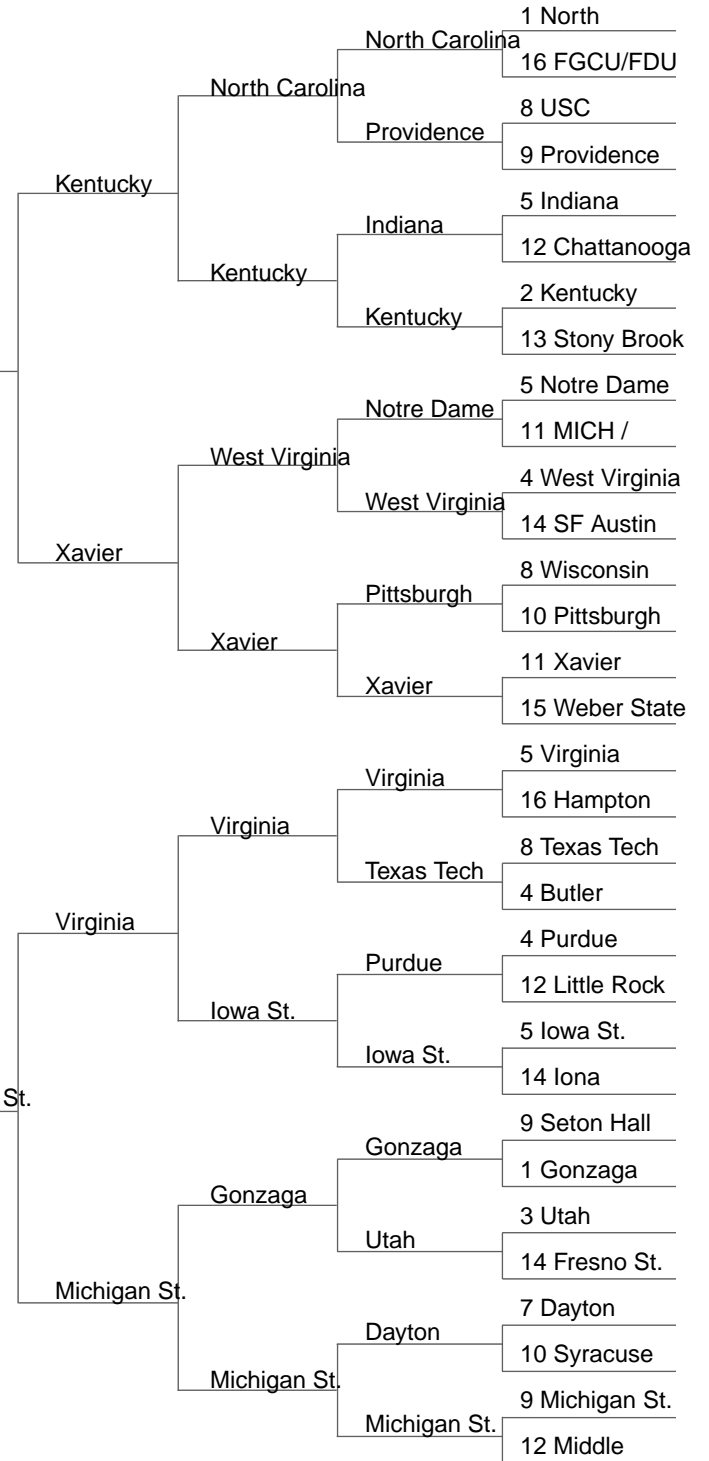 1 North
North Carolina
16 FGCU/FDU
North Carolina
8 USC
Providence
9 Providence
Kentucky
5 Indiana
Indiana
12 Chattanooga
Kentucky
2 Kentucky
Kentucky
13 Stony Brook
5 Notre Dame
Notre Dame
11 MICH /
West Virginia
4 West Virginia
West Virginia
14 SF Austin
Xavier
8 Wisconsin
Pittsburgh
10 Pittsburgh
Xavier
11 Xavier
Xavier
15 Weber State
5 Virginia
Virginia
16 Hampton
Virginia
8 Texas Tech
Texas Tech
4 Butler
Virginia
4 Purdue
Purdue
12 Little Rock
Iowa St.
5 Iowa St.
Iowa St.
14 Iona
St.
9 Seton Hall
Gonzaga
1 Gonzaga
Gonzaga
3 Utah
Utah
14 Fresno St.
Michigan St.
7 Dayton
Dayton
10 Syracuse
Michigan St.
9 Michigan St.
Michigan St.
12 Middle